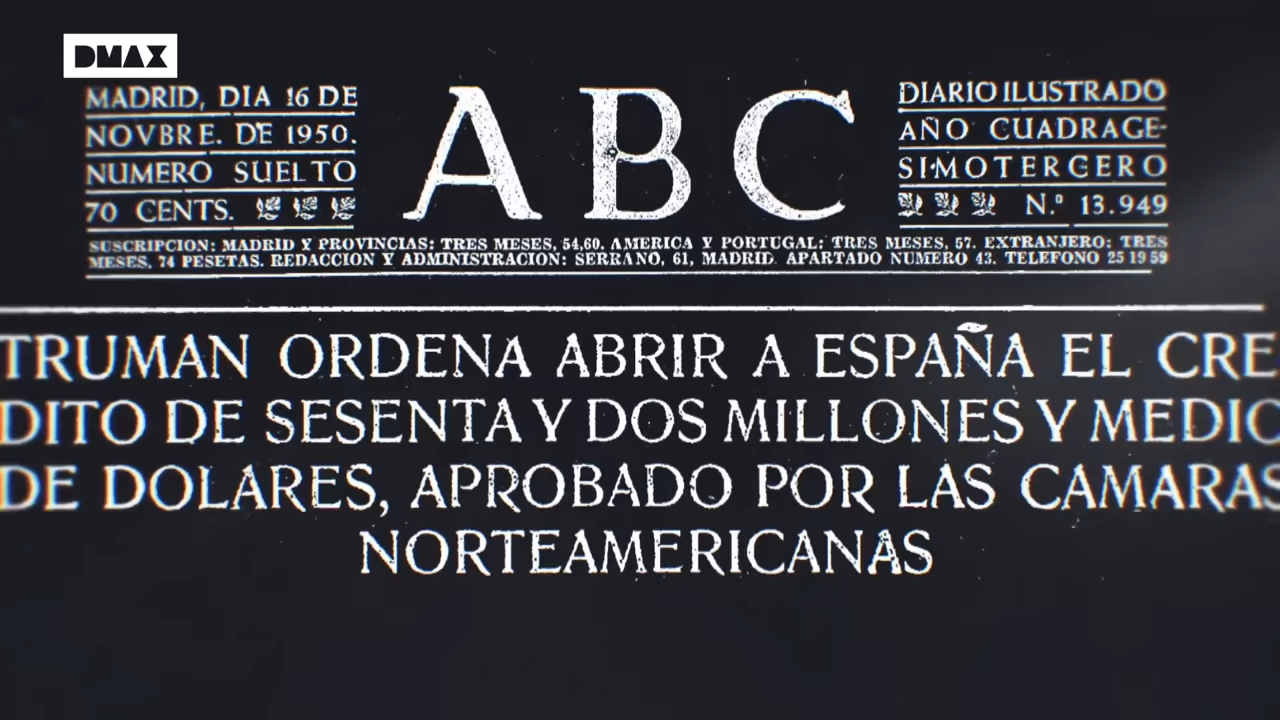 DMAX
MADRID, DIA 16 DE
NOVBRE. DE 1950.
NUMERO SUELTO
70 CENTS.
ABC
DIARIO ILUSTRADO
AÑO CUADRAGE-
SIMOTERCERO
N.º 13.949
SUSCRIPCION: MADRID Y PROVINCIAS: TRES MESES, 54,60. AMERICA Y PORTUGAL: TRES MESES, 57. EXTRANJERO: TRES
MESES, 74 PESETAS. REDACCION Y ADMINISTRACION: SERRANO, 61, MADRID. APARTADO NUMERO 43. TELEFONO 25 19 59
TRUMAN ORDENA ABRIR A ESPAÑA EL CRE
DITO DE SESENTA Y DOS MILLONES Y MEDIO
DE DOLARES, APROBADO POR LAS CAMARAS
NORTEAMERICANAS